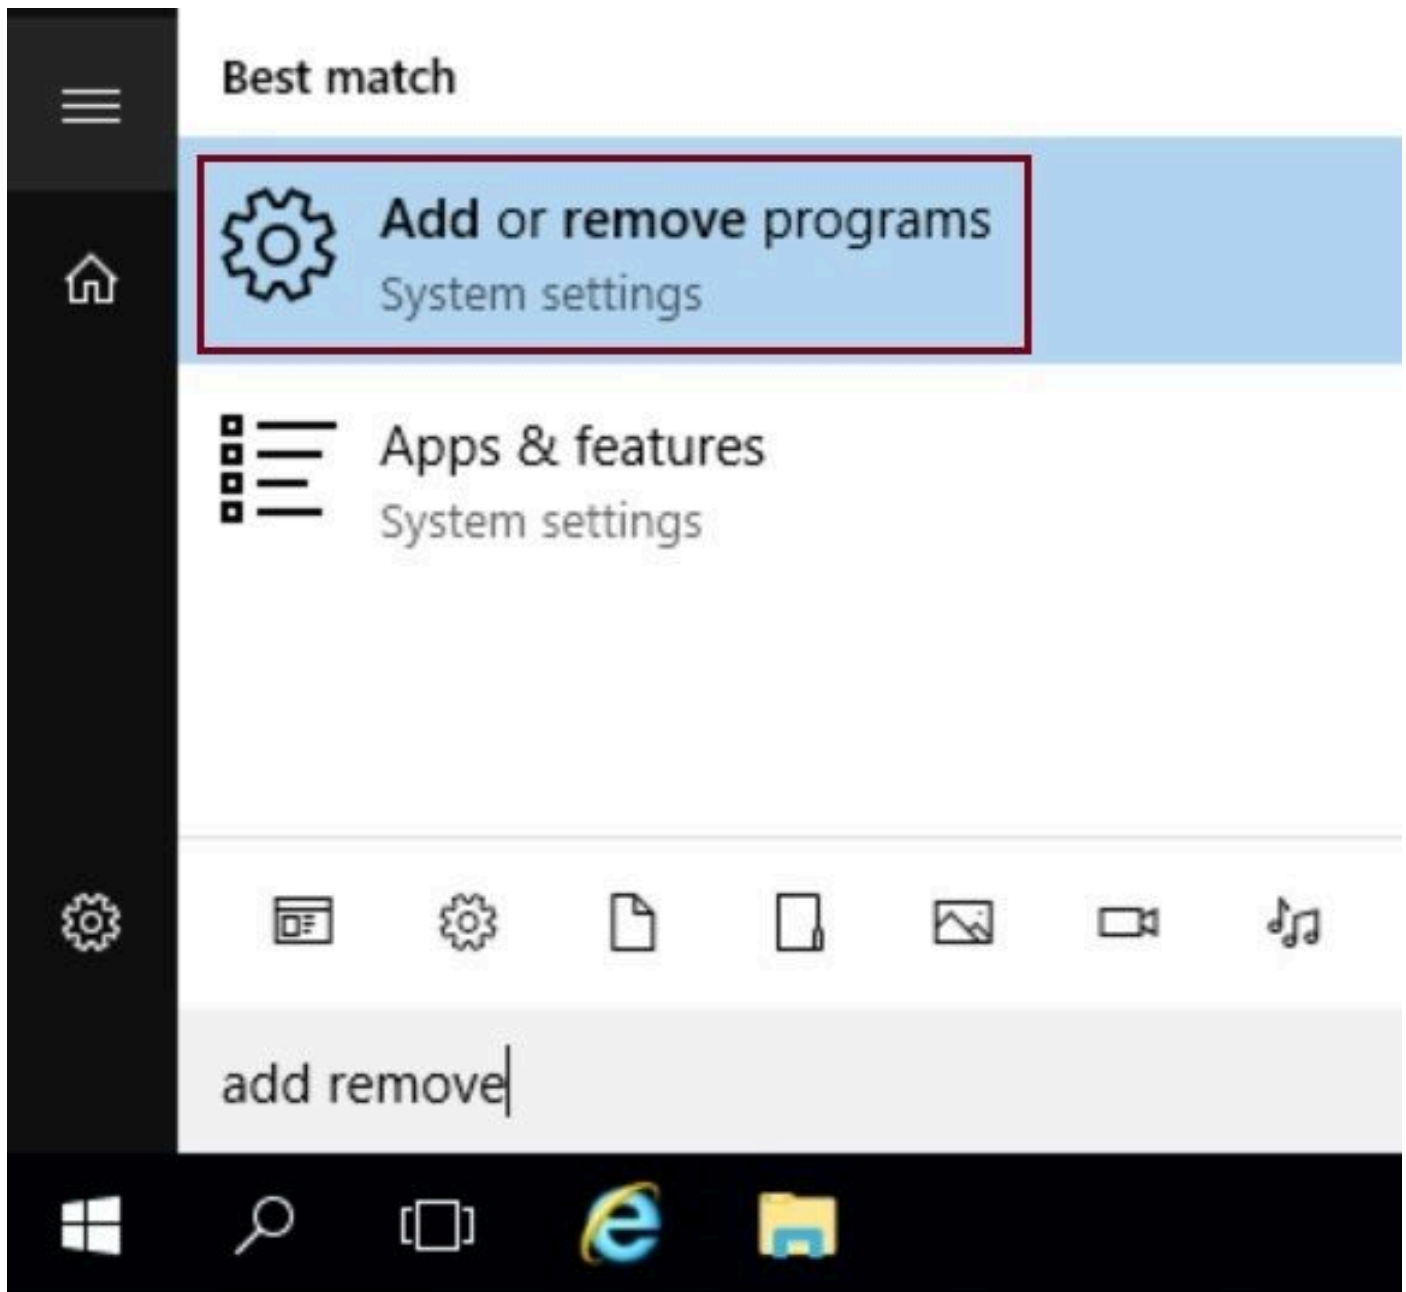 Best match
Add or remove programs
System settings
Apps & features
System settings
add remove